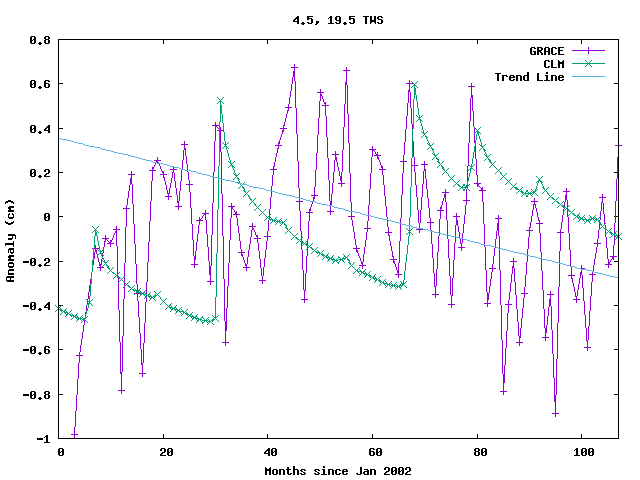 4.5, 19.5 TWS
GRACE
CLM
Trend Line
0.8
0.6
0.4
0.2
0
-0.2
-0.4
-0.6
-0.8
-1
Anomaly (cm)
0 20 40 60 80 100
Months since Jan 2002